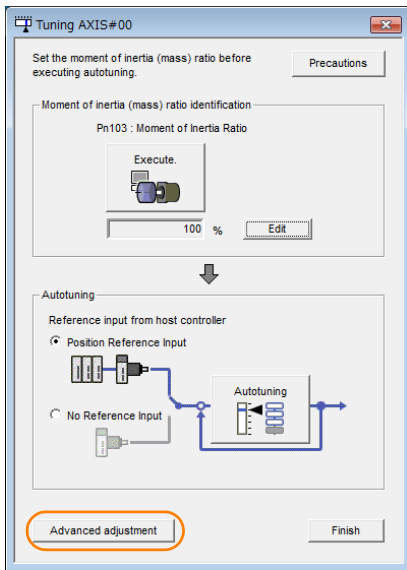 Tuning AXIS#00
Set the moment of inertia (mass) ratio before
executing autotuning.
Precautions
Moment of inertia (mass) ratio identification
Pn103 : Moment of Inertia Ratio
Execute.
100 %
Edit
Autotuning
Reference input from host controller
Position Reference Input
Autotuning
No Reference Input
Advanced adjustment
Finish